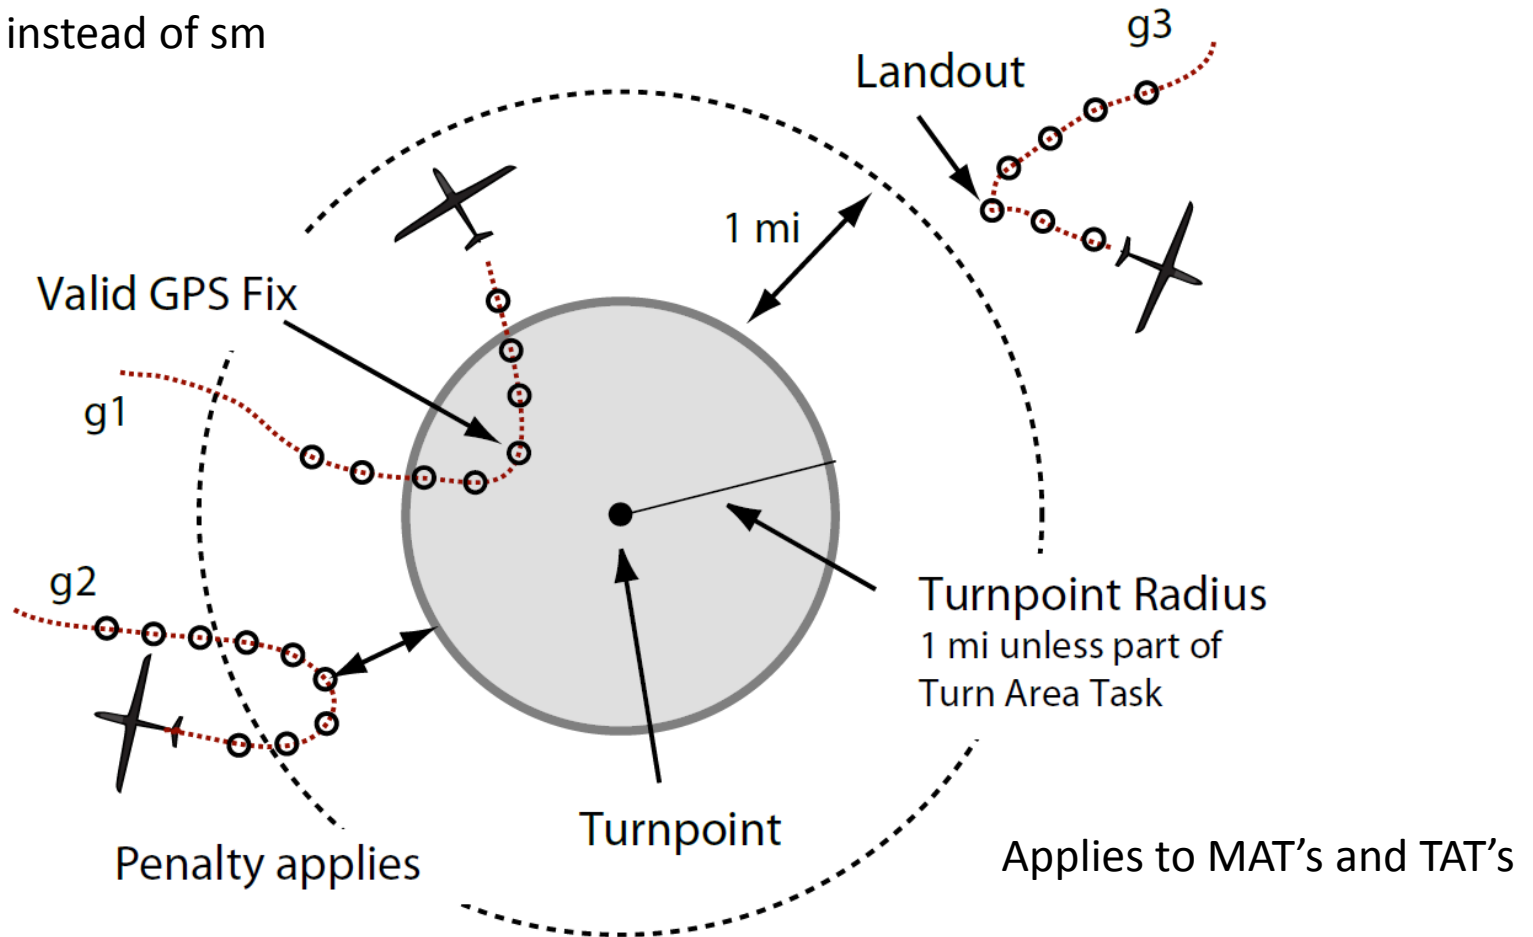 instead of sm
g3
Landout
1 mi
Valid GPS Fix
g1
g2
Turnpoint Radius
1 mi unless part of
Turn Area Task
Turnpoint
Penalty applies
Applies to MAT’s and TAT’s